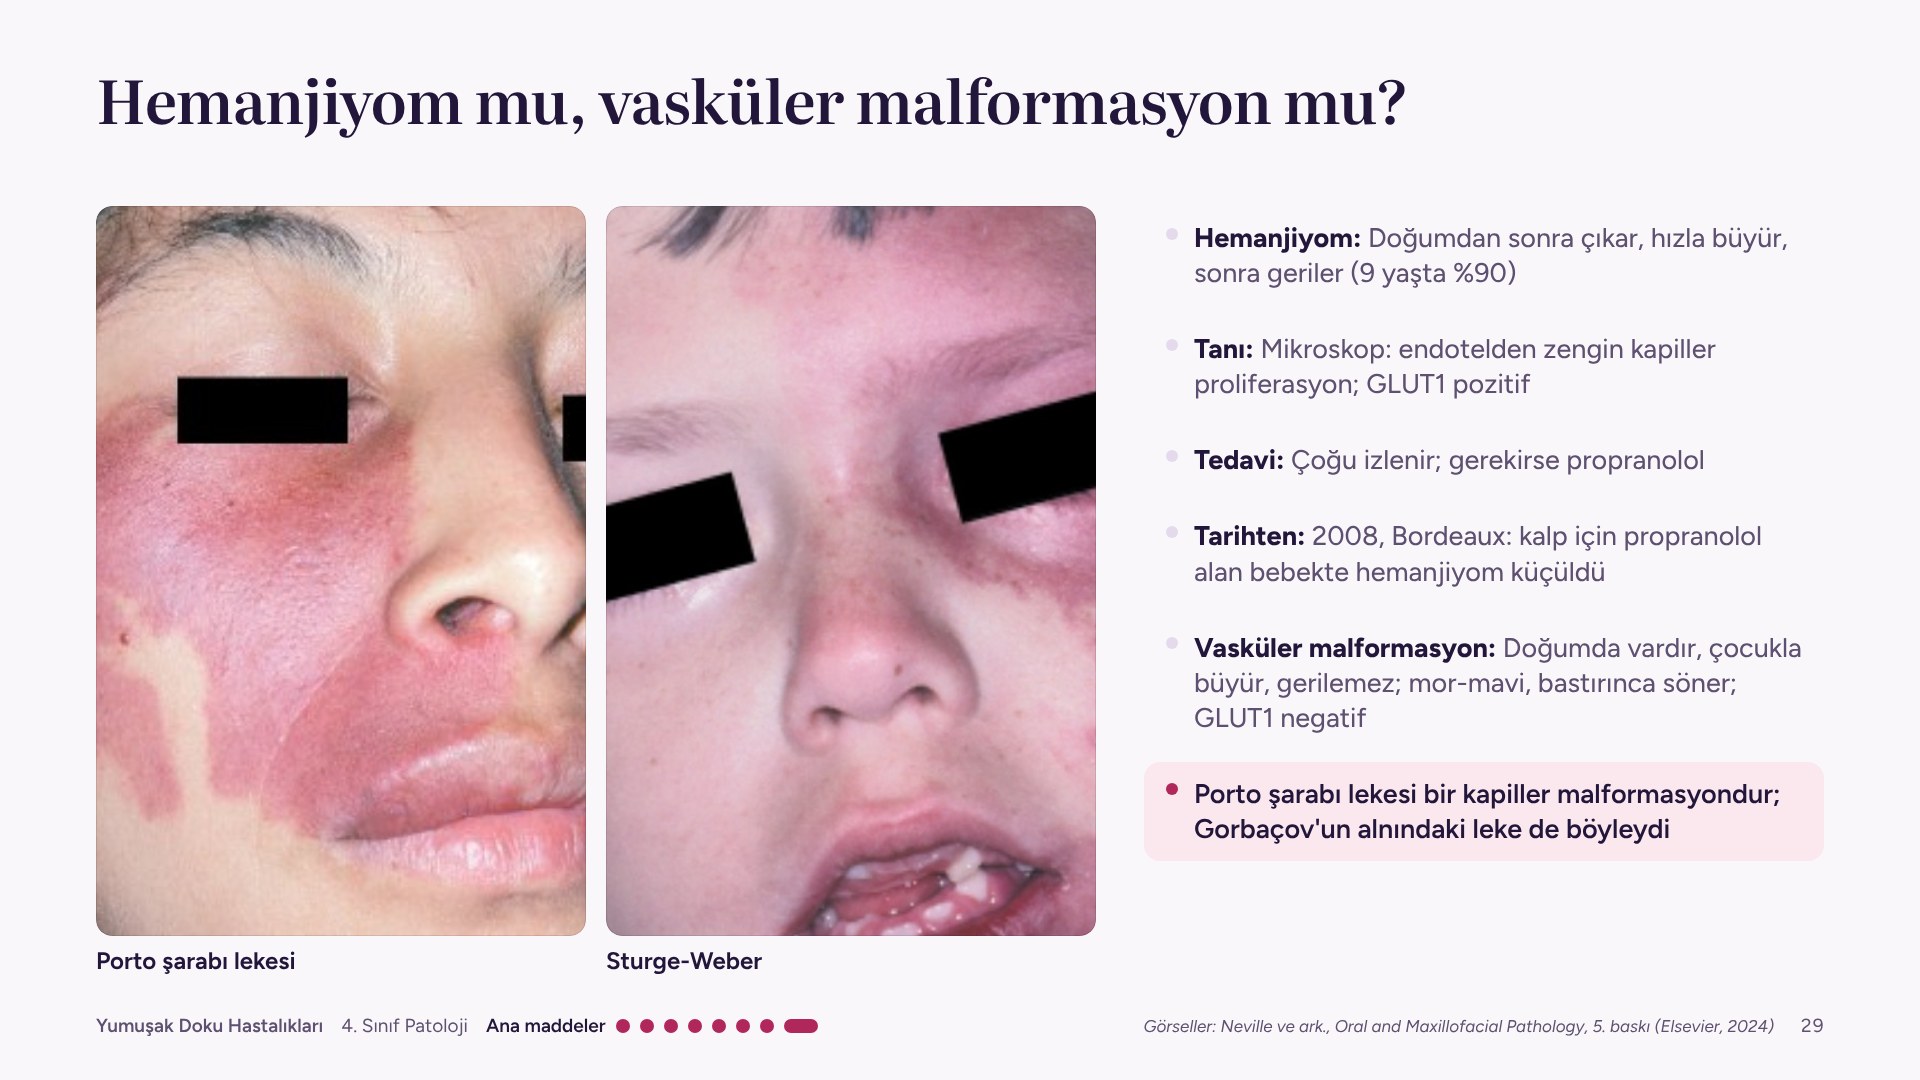 Hemanjiyom mu, vasküler malformasyon mu?
Hemanjiyom: Doğumdan sonra çıkar, hızla büyür,
sonra geriler (9 yaşta %90)
Tanı: Mikroskop: endotelden zengin kapiller
proliferasyon; GLUT1 pozitif
Tedavi: Çoğu izlenir; gerekirse propranolol
Tarihten: 2008, Bordeaux: kalp için propranolol
alan bebekte hemanjiyom küçüldü
Vasküler malformasyon: Doğumda vardır, çocukla
büyür, gerilemez; mor-mavi, bastırınca söner;
GLUT1 negatif
Porto şarabı lekesi bir kapiller malformasyondur;
Gorbaçov'un alnındaki leke de böyleydi
Porto şarabı lekesi
Sturge-Weber
Yumuşak Doku Hastalıkları 4. Sınıf Patoloji Ana maddeler
Görseller: Neville ve ark., Oral and Maxillofacial Pathology, 5. baskı (Elsevier, 2024) 29